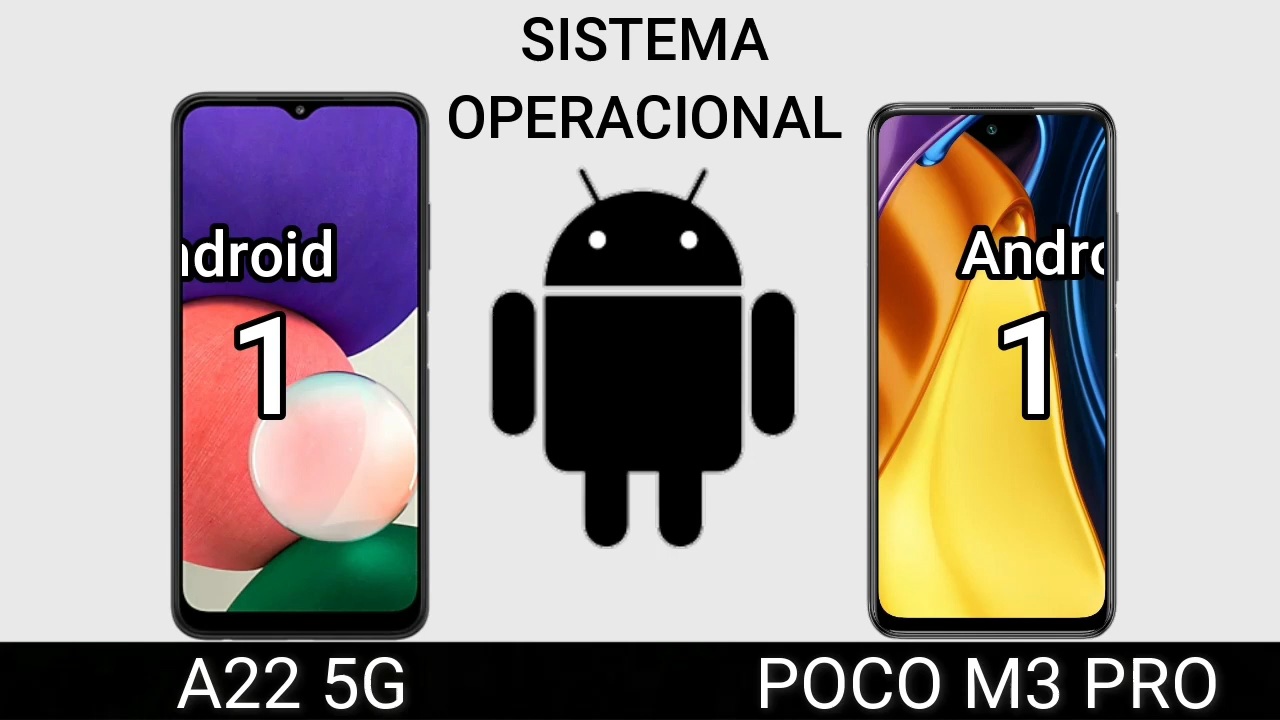 SISTEMA
OPERACIONAL
ndroid
1
Andro
1
A22 5G
POCO M3 PRO